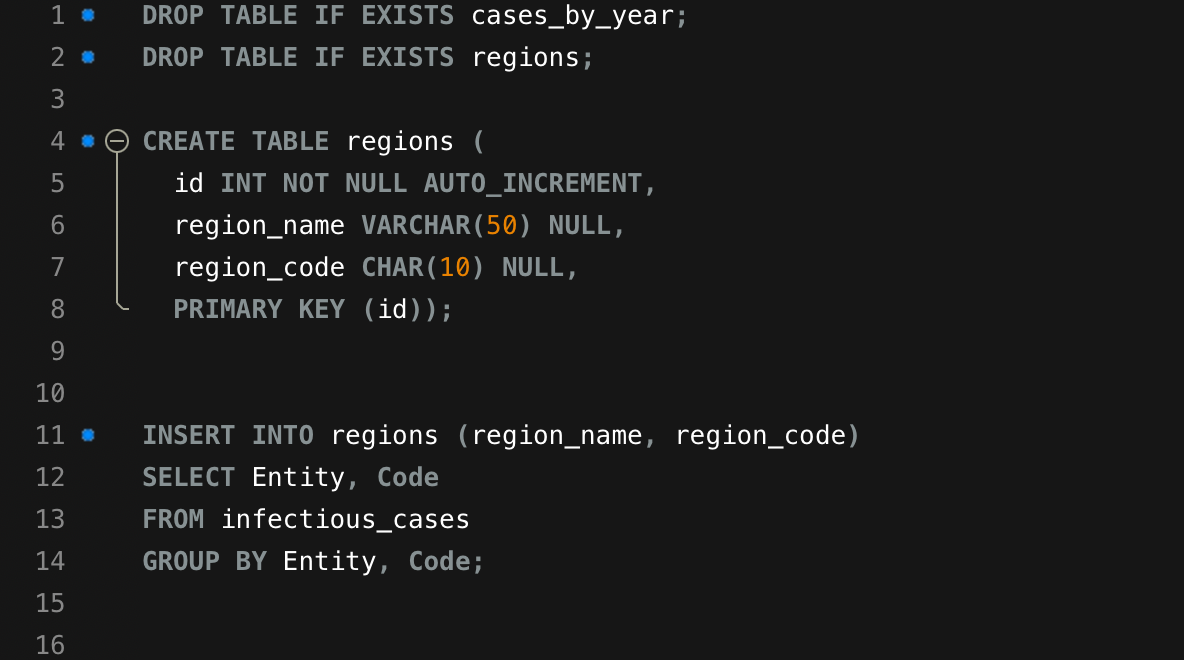 1 DROP TABLE IF EXISTS cases_by_year;
2 DROP TABLE IF EXISTS regions;
3
4 CREATE TABLE regions (
5 id INT NOT NULL AUTO_INCREMENT,
6 region_name VARCHAR(50) NULL,
7 region_code CHAR(10) NULL,
8 PRIMARY KEY (id));
9
10
11 INSERT INTO regions (region_name, region_code)
12 SELECT Entity, Code
13 FROM infectious_cases
14 GROUP BY Entity, Code;
15
16